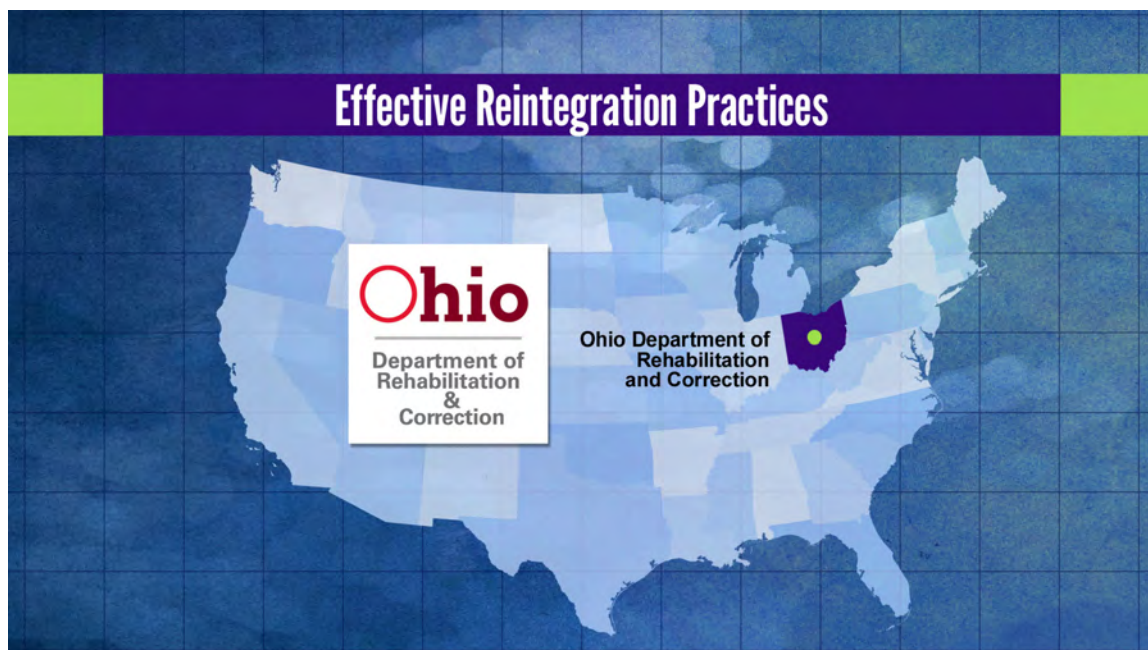 Effective Reintegration Practices
Ohio
Department of
Rehabilitation
&
Correction
Ohio Department of
Rehabilitation
and Correction